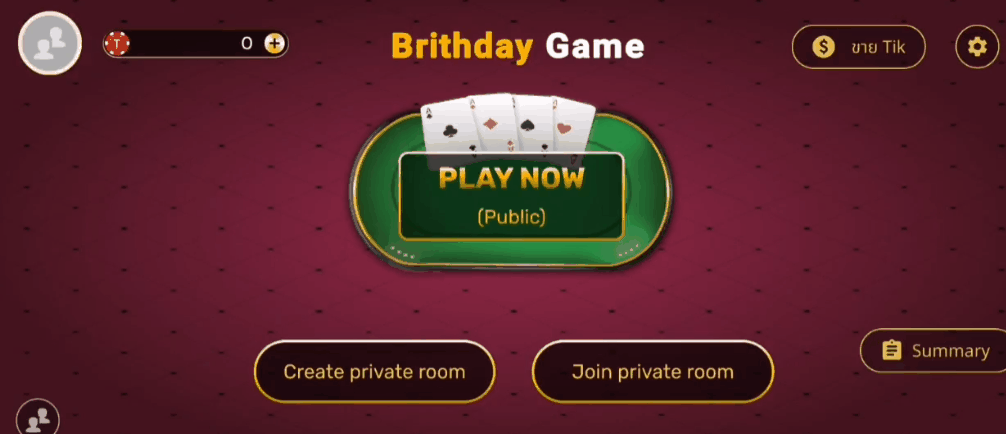 T
0
Brithday Game
ขาย Tik
PLAY NOW
(Public)
Create private room
Join private room
Summary